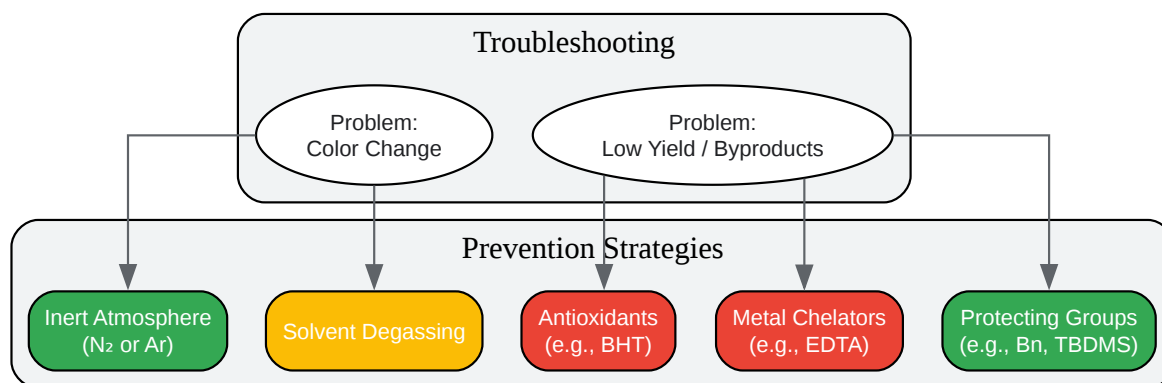 Troubleshooting
Problem:
Color Change
Problem:
Low Yield / Byproducts
Prevention Strategies
Inert Atmosphere
(N₂ or Ar)
Solvent Degassing
Antioxidants
(e.g., BHT)
Metal Chelators
(e.g., EDTA)
Protecting Groups
(e.g., Bn, TBDMS)